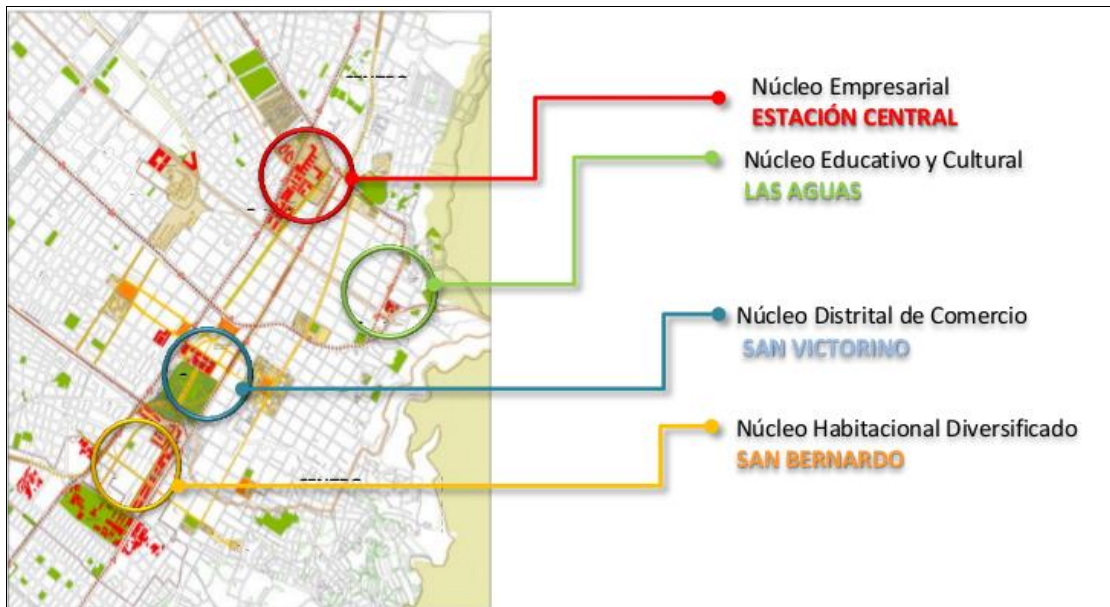 Núcleo Empresarial
ESTACIÓN CENTRAL
Núcleo Educativo y Cultural
LAS AGUAS
Núcleo Distrital de Comercio
SAN VICTORINO
Núcleo Habitacional Diversificado
SAN BERNARDO